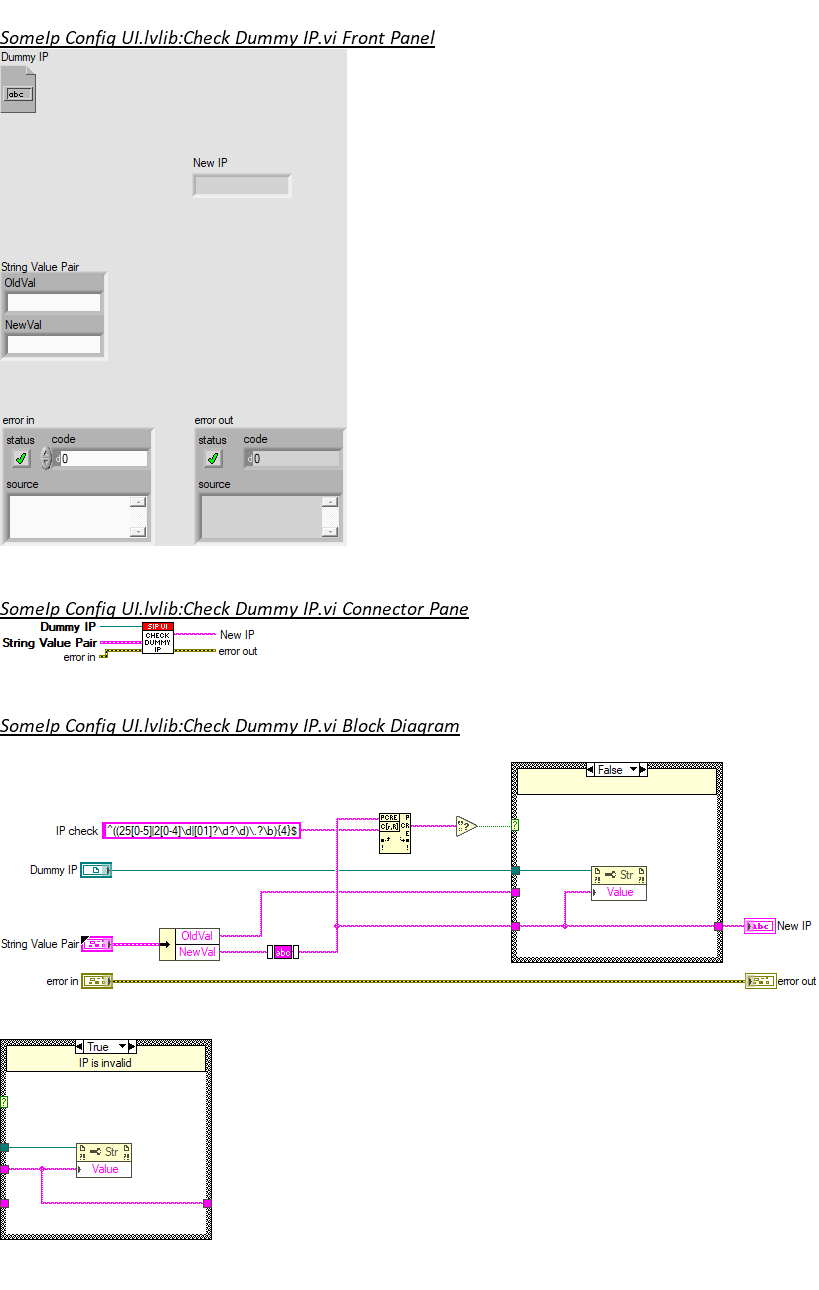 SomeIp Config UI.lvlib:Check Dummy IP.vi Front Panel
Dummy IP
abc
New IP
String Value Pair
OldVal
NewVal
error in
error out
status code
status code
d0
d0
source
source
SomeIp Config UI.lvlib:Check Dummy IP.vi Connector Pane
Dummy IP
String Value Pair
error in
SIP UI
CHECK
DUMMY
IP
New IP
error out
SomeIp Config UI.lvlib:Check Dummy IP.vi Block Diagram
False
IP check
^((25[0-5]|2[0-4]\d|[01]?\d?\d)\.?\b){4}$
PCRE
?
?
Dummy IP
Str
Value
String Value Pair
OldVal
NewVal
abc
abc
New IP
error in
error out
True
IP is invalid
?
Str
Value